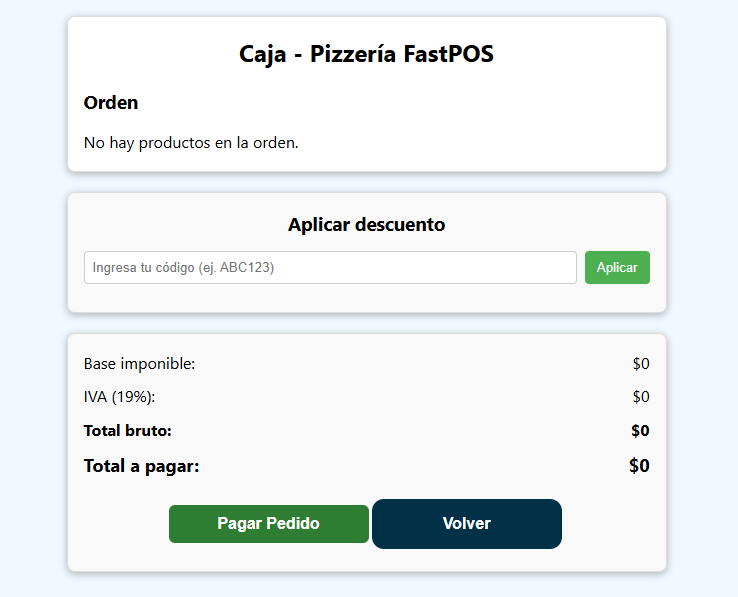 Caja - Pizzería FastPOS
Orden
No hay productos en la orden.
Aplicar descuento
Ingresa tu código (ej. ABC123) Aplicar
Base imponible: $0
IVA (19%): $0
Total bruto: $0
Total a pagar: $0
Pagar Pedido Volver